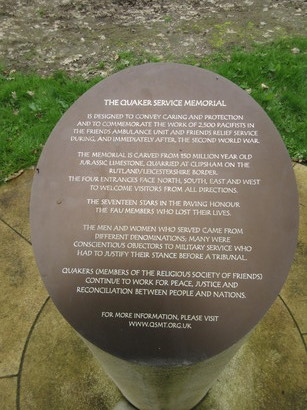 THE QUAKER SERVICE MEMORIAL
IS DESIGNED TO CONVEY CARING AND PROTECTION
AND TO COMMEMORATE THE WORK OF 2,500 PACIFISTS IN
THE FRIENDS AMBULANCE UNIT AND FRIENDS RELIEF SERVICE
DURING, AND IMMEDIATELY AFTER, THE SECOND WORLD WAR.
THE MEMORIAL IS CARVED FROM 150 MILLION YEAR OLD
JURASSIC LIMESTONE, QUARRIED AT CLIPSHAM ON THE
RUTLAND/LEICESTERSHIRE BORDER.
THE FOUR ENTRANCES FACE NORTH, SOUTH, EAST AND WEST
TO WELCOME VISITORS FROM ALL DIRECTIONS.
THE SEVENTEEN STARS IN THE PAVING HONOUR
THE FAU MEMBERS WHO LOST THEIR LIVES.
THE MEN AND WOMEN WHO SERVED CAME FROM
DIFFERENT DENOMINATIONS; MANY WERE
CONSCIENTIOUS OBJECTORS TO MILITARY SERVICE WHO
HAD TO JUSTIFY THEIR STANCE BEFORE A TRIBUNAL.
QUAKERS (MEMBERS OF THE RELIGIOUS SOCIETY OF FRIENDS)
CONTINUE TO WORK FOR PEACE, JUSTICE AND
RECONCILIATION BETWEEN PEOPLE AND NATIONS.
FOR MORE INFORMATION, PLEASE VISIT
WWW.QSMT.ORG.UK